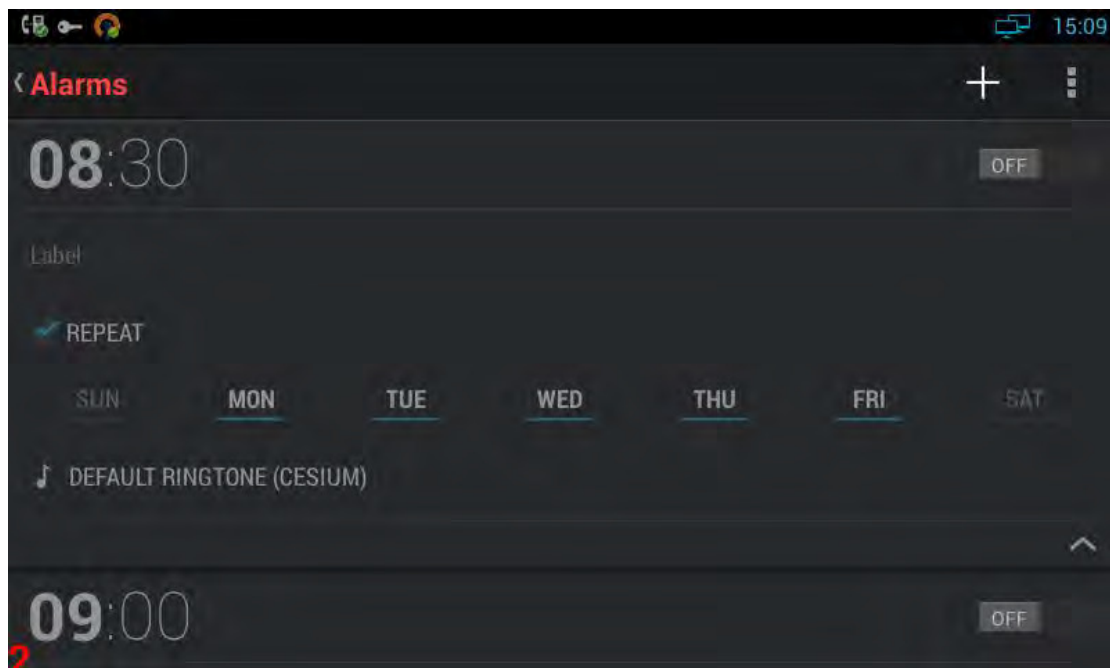 15:09
Alarms
08:30
OFF
Label
REPEAT
SUN MON TUE WED THU FRI SAT
DEFAULT RINGTONE (CESIUM)
09:00
OFF
2